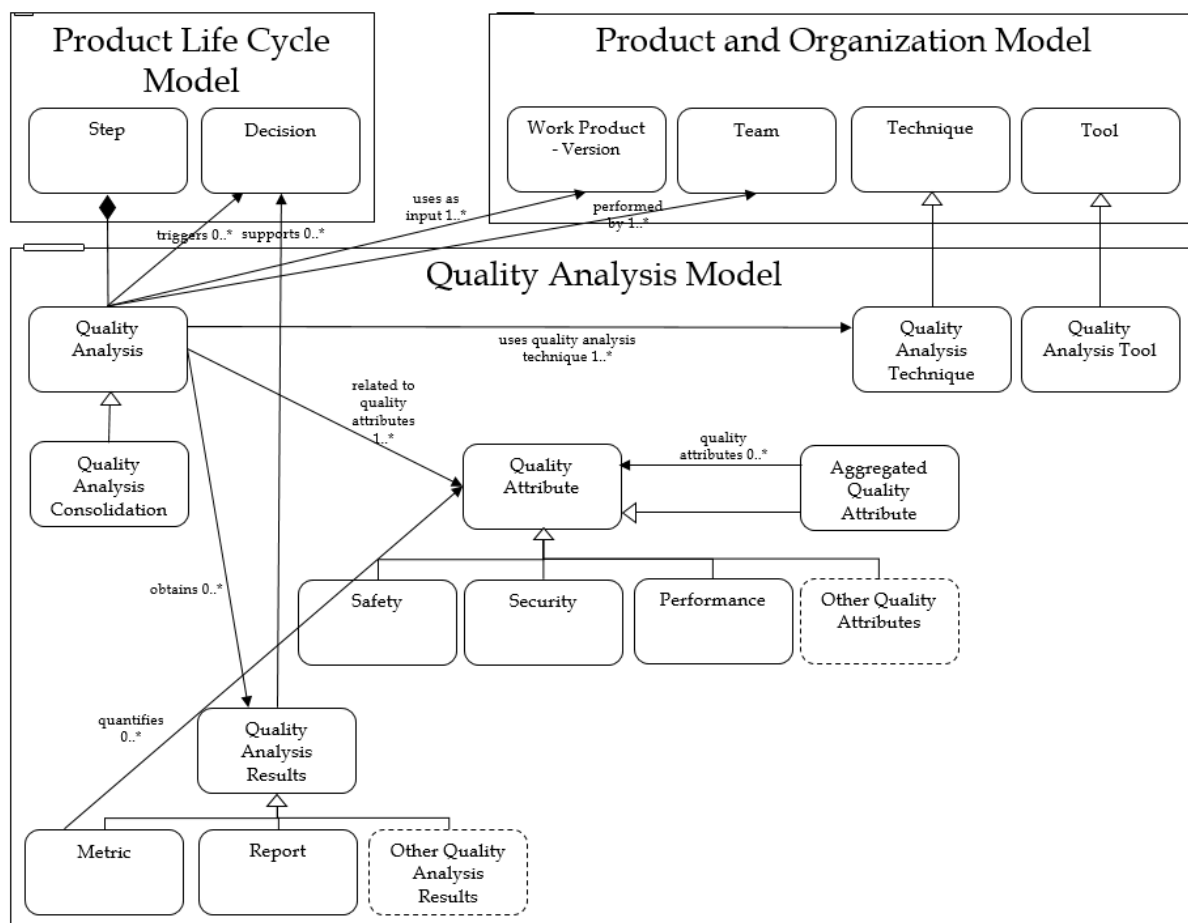 Product Life Cycle
Model
Step
Decision
Product and Organization Model
Work Product
- Version
Team
Technique
Tool
triggers 0..*
supports 0..*
uses as
input 1..*
performed
by 1..*
Quality Analysis Model
Quality
Analysis
uses quality analysis
technique 1..*
Quality
Analysis
Technique
Quality
Analysis Tool
related to
quality
attributes
1..*
Quality
Analysis
Consolidation
Quality
Attribute
quality
attributes 0..*
Aggregated
Quality
Attribute
obtains 0..*
Safety
Security
Performance
Other Quality
Attributes
quantifies
0..*
Quality
Analysis
Results
Metric
Report
Other Quality
Analysis
Results